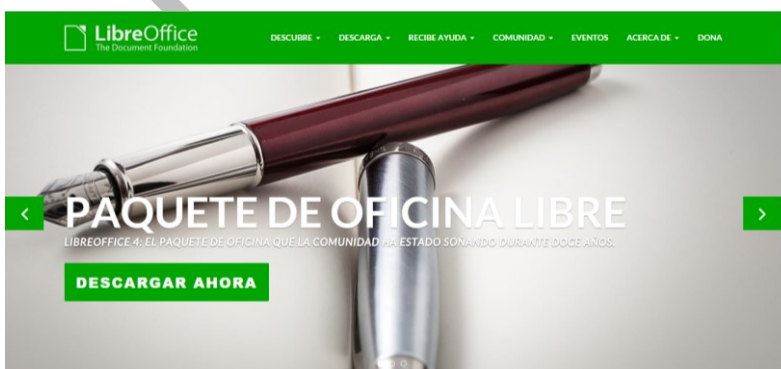 LibreOffice
The Document Foundation
DESCUBRE DESCARGA RECIBE AYUDA COMUNIDAD EVENTOS ACERCA DE DONA
PAQUETE DE OFICINA LIBRE
LIBREOFFICE 4: EL PAQUETE DE OFICINA QUE LA COMUNIDAD HA ESTADO SOÑANDO DURANTE DOCE AÑOS.
DESCARGAR AHORA